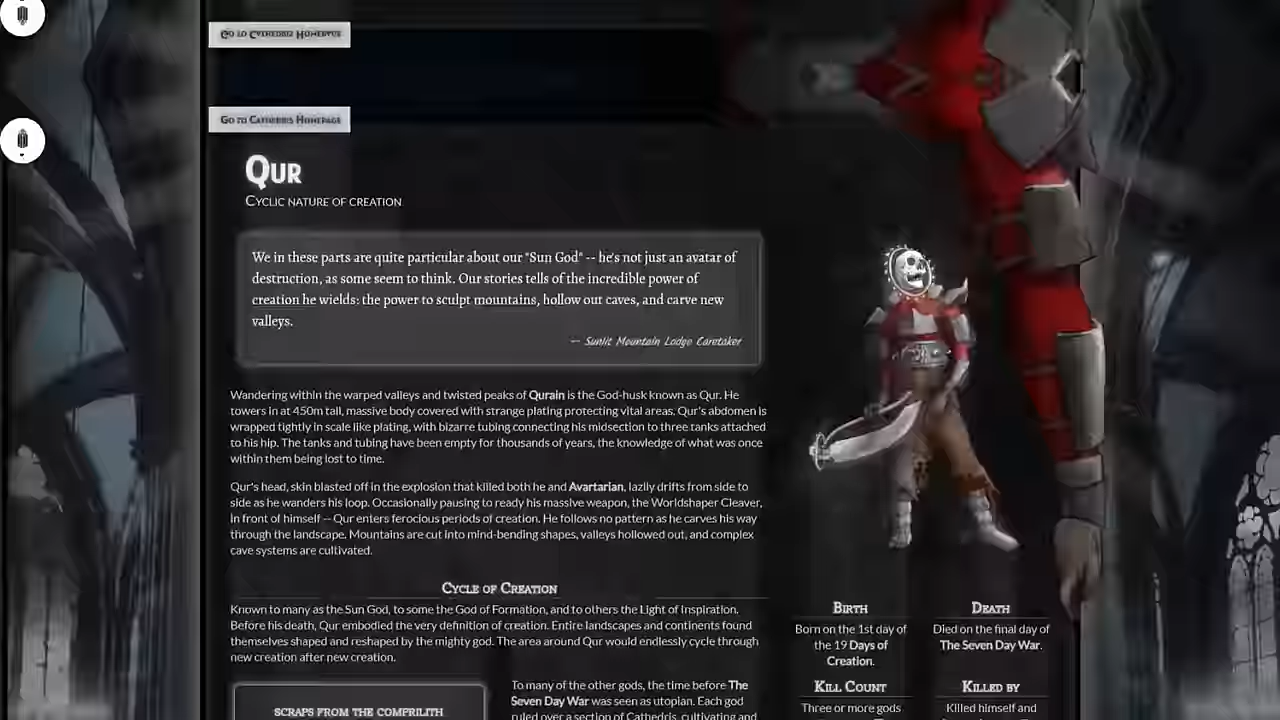 Go to Cathedris Homepage
Qur
Cyclic nature of creation
We in these parts are quite particular about our "Sun God" -- he's not just an avatar of
destruction, as some seem to think. Our stories tells of the incredible power of
creation he wields: the power to sculpt mountains, hollow out caves, and carve new
valleys.
— Sunlit Mountain Lodge Caretaker
Wandering within the warped valleys and twisted peaks of Qurain is the God-husk known as Qur. He
towers in at 450m tall, massive body covered with strange plating protecting vital areas. Qur's abdomen is
wrapped tightly in scale like plating, with bizarre tubing connecting his midsection to three tanks attached
to his hip. The tanks and tubing have been empty for thousands of years, the knowledge of what was once
within them being lost to time.
Qur's head, skin blasted off in the explosion that killed both he and Avartarian, lazily drifts from side to
side as he wanders his loop. Occasionally pausing to ready his massive weapon, the Worldshaper Cleaver,
in front of himself -- Qur enters ferocious periods of creation. He follows no pattern as he carves his way
through the landscape. Mountains are cut into mind-bending shapes, valleys hollowed out, and complex
cave systems are cultivated.
Cycle of Creation
Known to many as the Sun God, to some the God of Formation, and to others the Light of Inspiration.
Before his death, Qur embodied the very definition of creation. Entire landscapes and continents found
themselves shaped and reshaped by the mighty god. The area around Qur would endlessly cycle through
new creation after new creation.
scraps from the comprilith
To many of the other gods, the time before The
Seven Day War was seen as utopian. Each god
ruled over a section of Cathedris, cultivating and
Birth
Born on the 1st day of
the 19 Days of
Creation.
Death
Died on the final day of
The Seven Day War.
Kill Count
Three or more gods
Killed by
Killed himself and